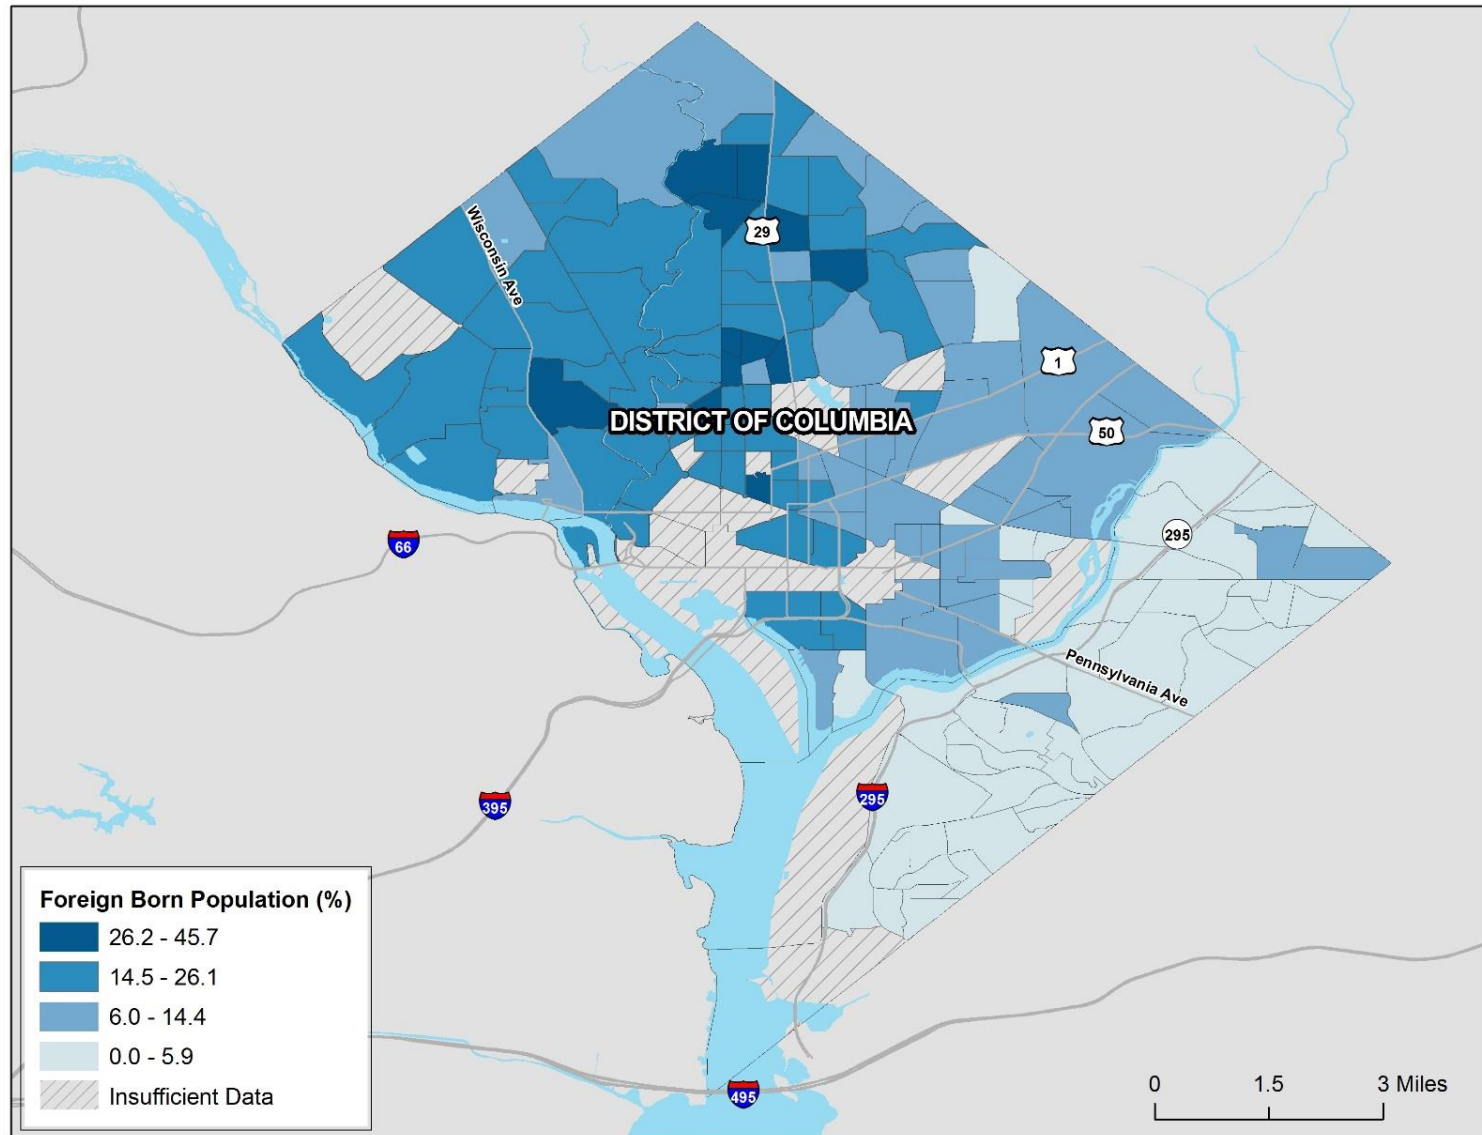 Wisconsin Ave
29
1
DISTRICT OF COLUMBIA
50
295
66
Pennsylvania Ave
395
295
Foreign Born Population (%)
26.2 - 45.7
14.5 - 26.1
6.0 - 14.4
0.0 - 5.9
Insufficient Data
495
0 1.5 3 Miles